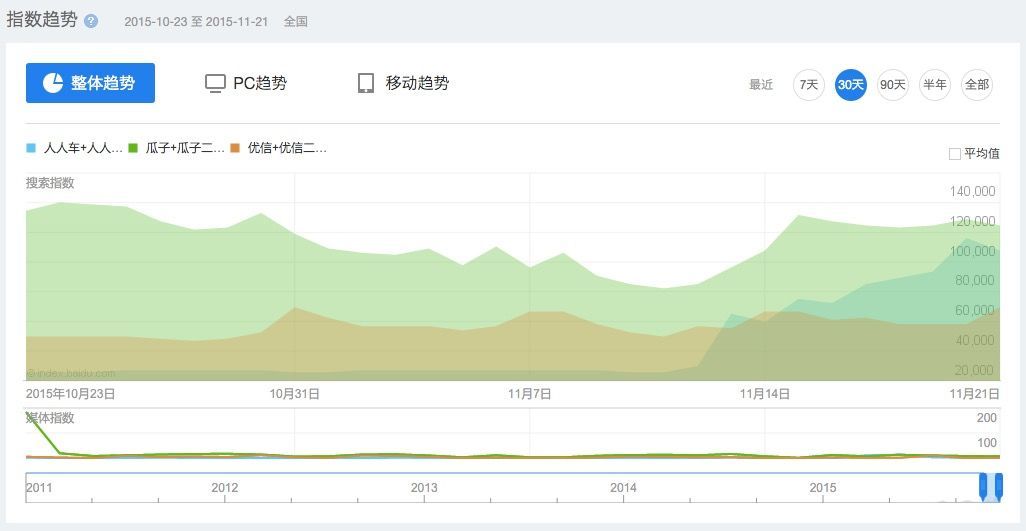 指数趋势 ? 2015-10-23 至 2015-11-21 全国
整体趋势 PC趋势 移动趋势 最近 7天 30天 90天 半年 全部
人人车+人人... 瓜子+瓜子二... 优信+优信二...
平均值
搜索指数
140,000
120,000
100,000
80,000
60,000
40,000
20,000
©index.baidu.com
2015年10月23日 10月31日 11月7日 11月14日 11月21日
媒体指数
200
100
2011 2012 2013 2014 2015